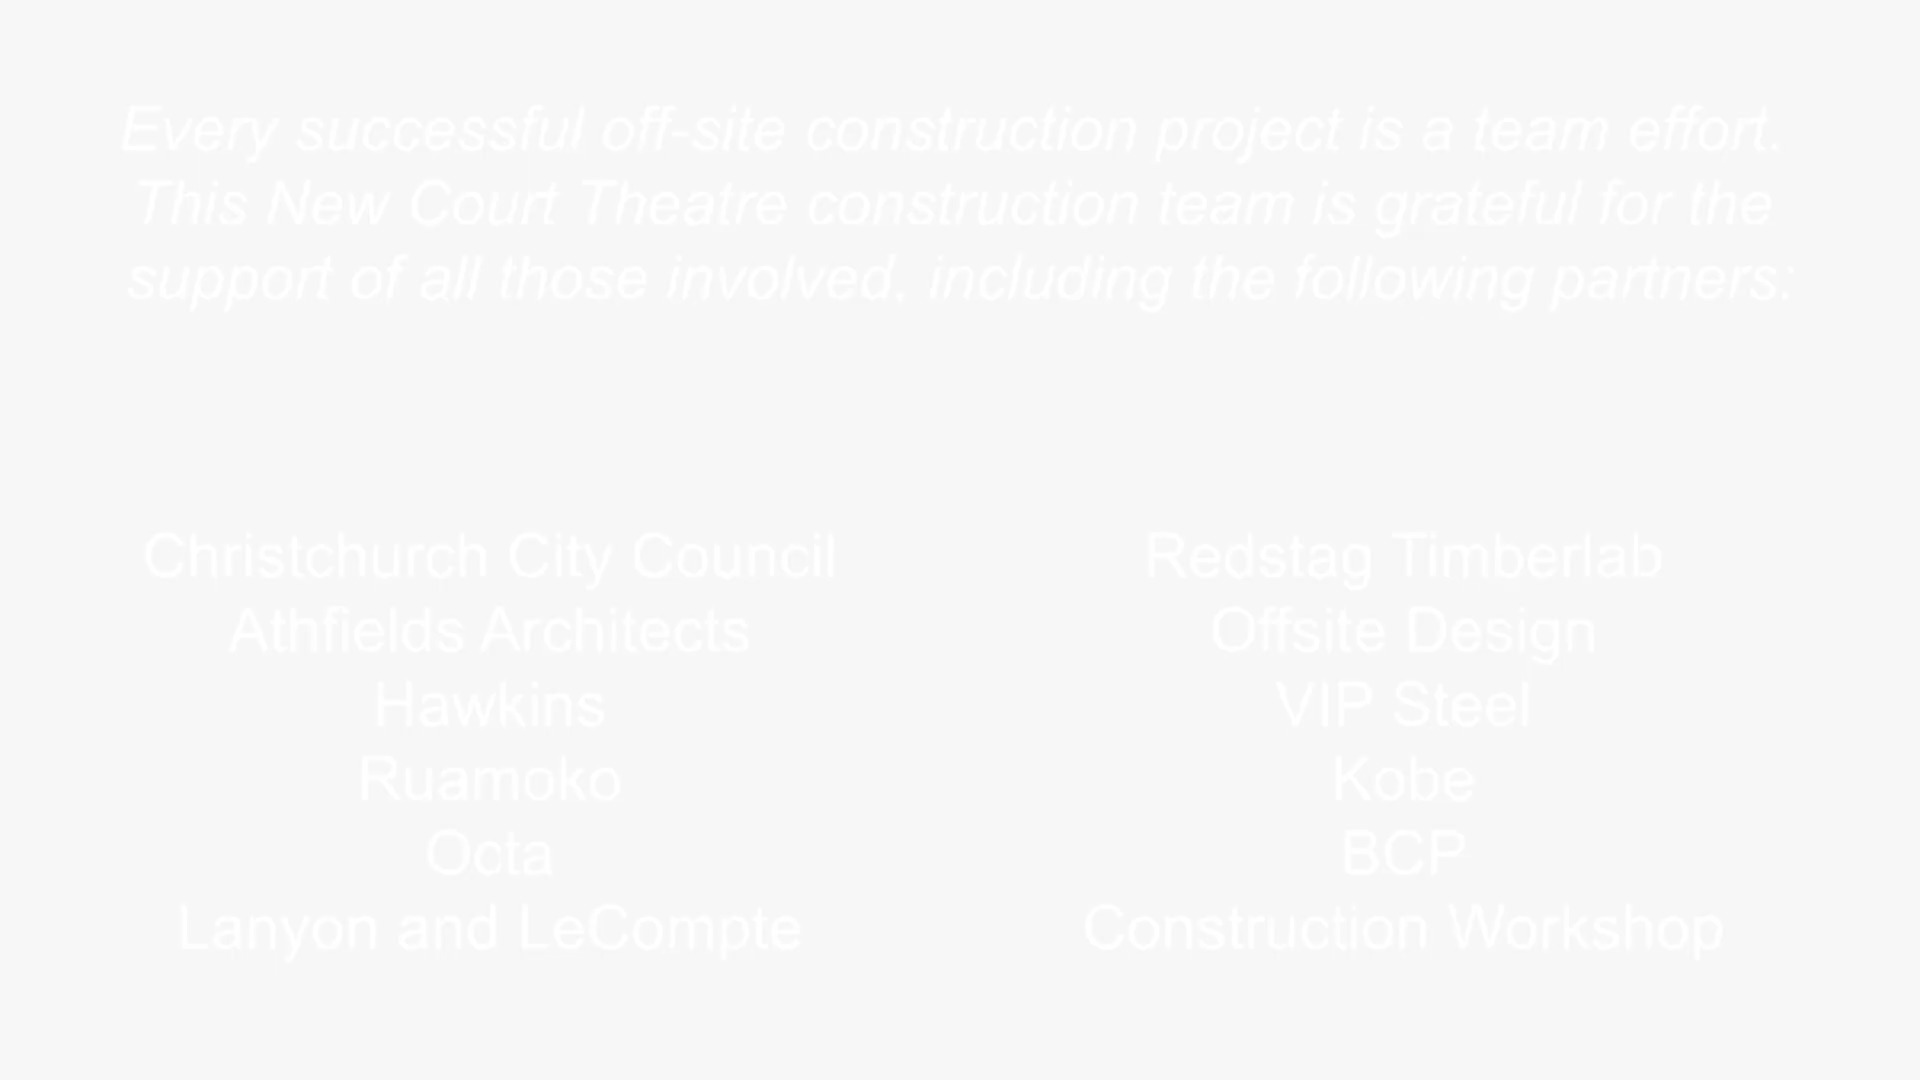 Every successful off-site construction project is a team effort.
This New Court Theatre construction team is grateful for the
support of all those involved, including the following partners:
Christchurch City Council
Athfields Architects
Hawkins
Ruamoko
Octa
Lanyon and LeCompte
Redstag Timberlab
Offsite Design
VIP Steel
Kobe
BCP
Construction Workshop